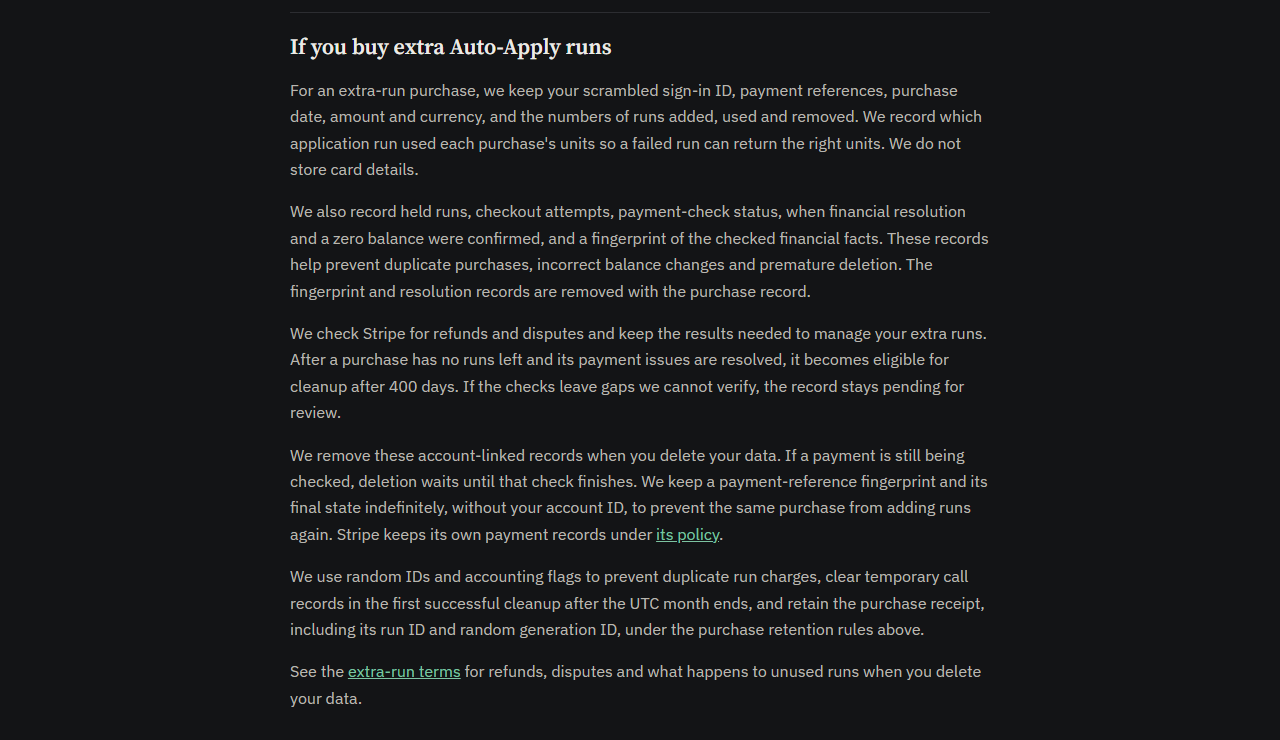 If you buy extra Auto-Apply runs
For an extra-run purchase, we keep your scrambled sign-in ID, payment references, purchase
date, amount and currency, and the numbers of runs added, used and removed. We record which
application run used each purchase's units so a failed run can return the right units. We do not
store card details.
We also record held runs, checkout attempts, payment-check status, when financial resolution
and a zero balance were confirmed, and a fingerprint of the checked financial facts. These records
help prevent duplicate purchases, incorrect balance changes and premature deletion. The
fingerprint and resolution records are removed with the purchase record.
We check Stripe for refunds and disputes and keep the results needed to manage your extra runs.
After a purchase has no runs left and its payment issues are resolved, it becomes eligible for
cleanup after 400 days. If the checks leave gaps we cannot verify, the record stays pending for
review.
We remove these account-linked records when you delete your data. If a payment is still being
checked, deletion waits until that check finishes. We keep a payment-reference fingerprint and its
final state indefinitely, without your account ID, to prevent the same purchase from adding runs
again. Stripe keeps its own payment records under its policy.
We use random IDs and accounting flags to prevent duplicate run charges, clear temporary call
records in the first successful cleanup after the UTC month ends, and retain the purchase receipt,
including its run ID and random generation ID, under the purchase retention rules above.
See the extra-run terms for refunds, disputes and what happens to unused runs when you delete
your data.